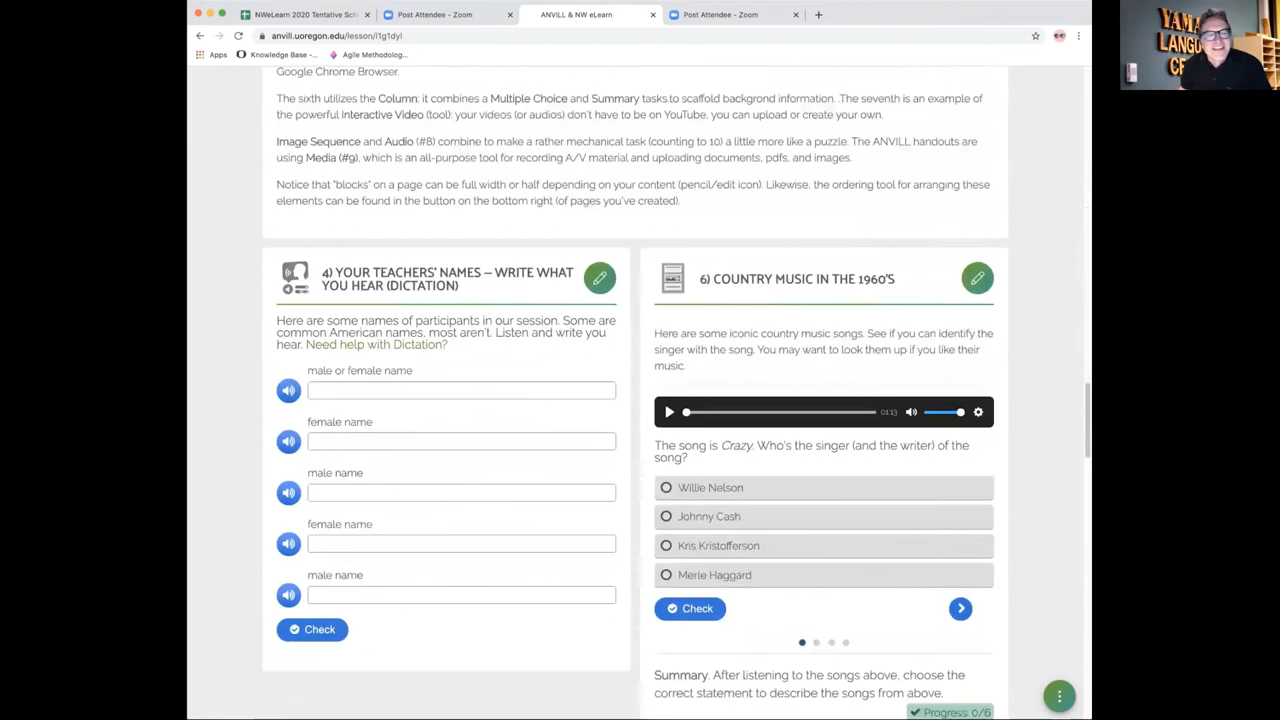 NWeLearn 2020 Tentative Sch
Post Attendee - Zoom
ANVILL & NW eLearn
Post Attendee - Zoom
anvill.uoregon.edu/lesson/l1g1dyl
Apps
Knowledge Base -...
Agile Methodolog...
Google Chrome Browser.
The sixth utilizes the Column: it combines a Multiple Choice and Summary tasks.to scaffold backgrond information. .The seventh is an example of
the powerful Interactive Video (tool): your videos (or audios) don't have to be on YouTube, you can upload or create your own.
Image Sequence and Audio (#8) combine to make a rather mechanical task (counting to 10) a little more like a puzzle. The ANVILL handouts are
using Media (#9), which is an all-purpose tool for recording A/V material and uploading documents, pdfs, and images.
Notice that "blocks" on a page can be full width or half depending on your content (pencil/edit icon). Likewise, the ordering tool for arranging these
elements can be found in the button on the bottom right (of pages you've created).
4) YOUR TEACHERS' NAMES – WRITE WHAT
YOU HEAR (DICTATION)
Here are some names of participants in our session. Some are
common American names, most aren't. Listen and write you
hear. Need help with Dictation?
male or female name
female name
male name
female name
male name
Check
6) COUNTRY MUSIC IN THE 1960'S
Here are some iconic country music songs. See if you can identify the
singer with the song. You may want to look them up if you like their
music.
01:13
The song is Crazy. Who's the singer (and the writer) of the
song?
Willie Nelson
Johnny Cash
Kris Kristofferson
Merle Haggard
Check
Summary. After listening to the songs above, choose the
correct statement to describe the songs from above.
Progress: 0/6